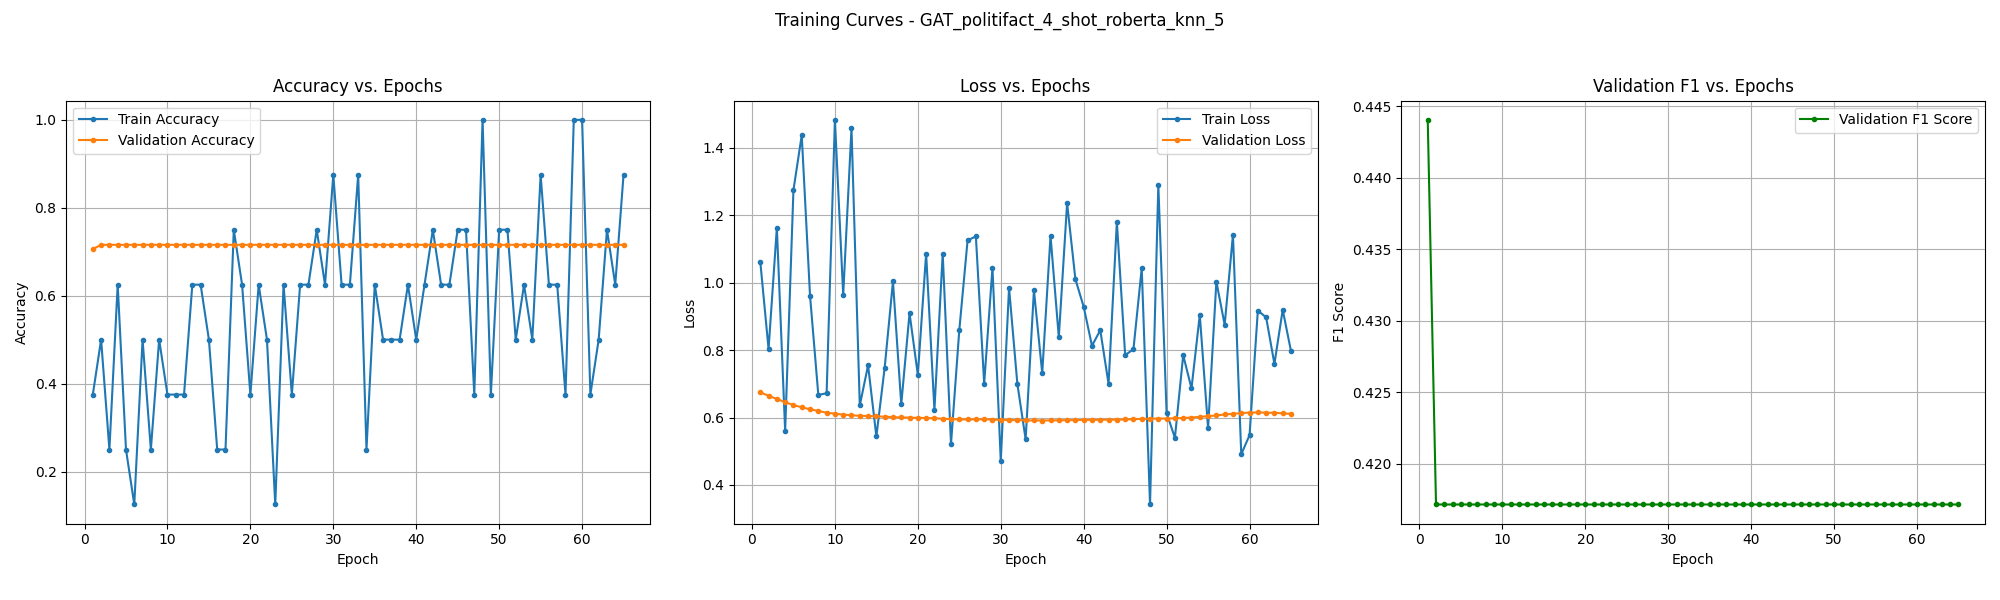 Training Curves - GAT_politifact_4_shot_roberta_knn_5
Accuracy vs. Epochs
Train Accuracy
Validation Accuracy
1.0
0.8
0.6
0.4
0.2
Accuracy
0 10 20 30 40 50 60
Epoch
Loss vs. Epochs
Train Loss
Validation Loss
1.4
1.2
1.0
0.8
0.6
0.4
Loss
0 10 20 30 40 50 60
Epoch
Validation F1 vs. Epochs
Validation F1 Score
0.445
0.440
0.435
0.430
0.425
0.420
F1 Score
0 10 20 30 40 50 60
Epoch